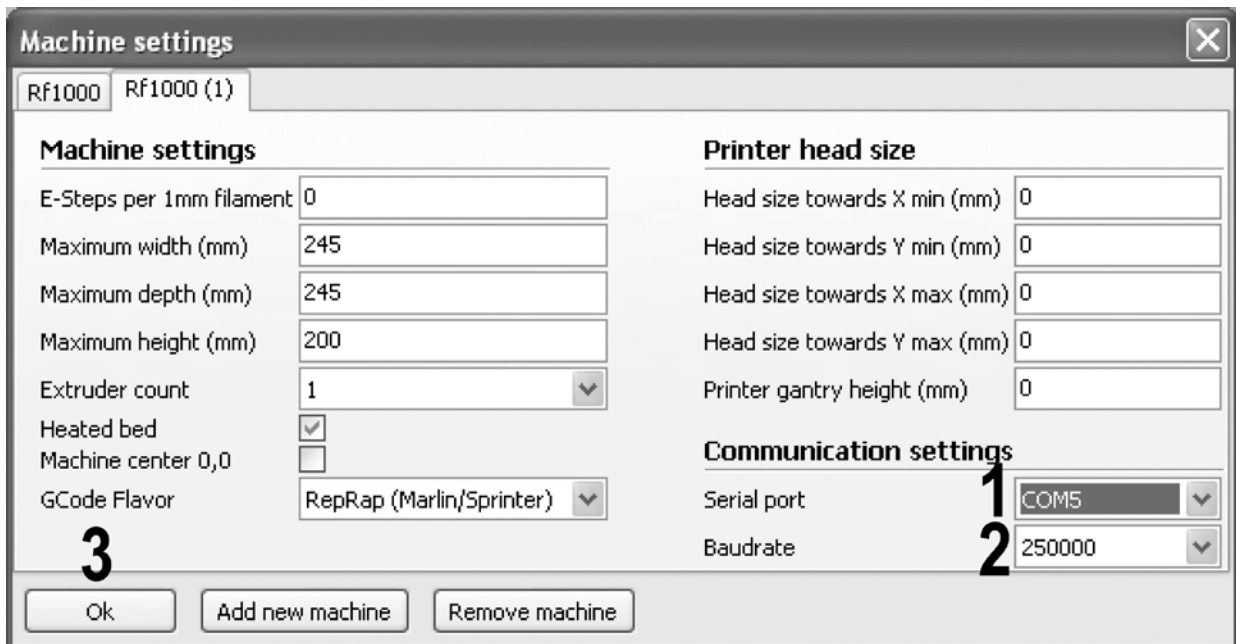 Machine settings
Rf1000 Rf1000 (1)
Machine settings
E-Steps per 1mm filament 0
Maximum width (mm) 245
Maximum depth (mm) 245
Maximum height (mm) 200
Extruder count 1
Heated bed
Machine center 0,0
GCode Flavor RepRap (Marlin/Sprinter)
Printer head size
Head size towards X min (mm) 0
Head size towards Y min (mm) 0
Head size towards X max (mm) 0
Head size towards Y max (mm) 0
Printer gantry height (mm) 0
Communication settings
Serial port 1 COM5
Baudrate 2 250000
3
Ok Add new machine Remove machine